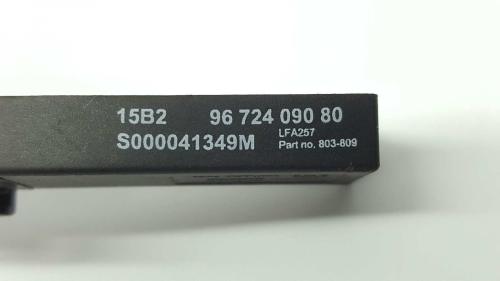 15B2 96 724 090 80
LFA257
S000041349M Part no. 803-809